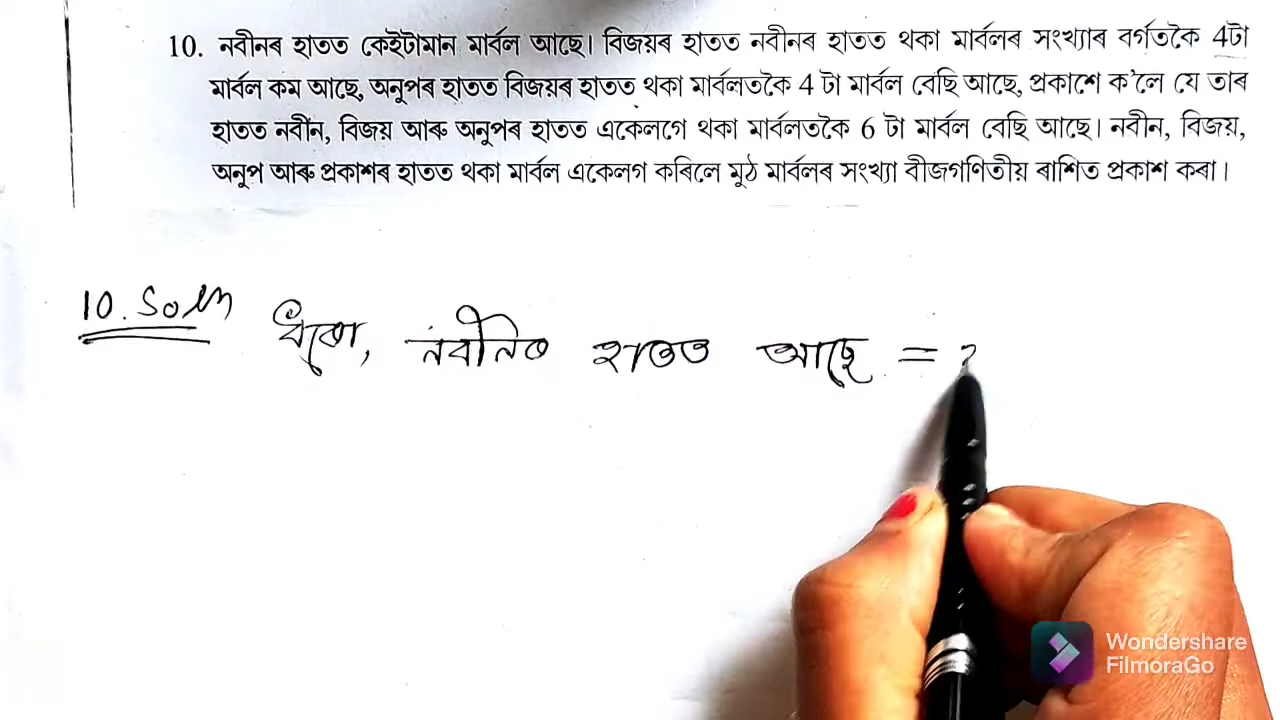 10. নবীনৰ হাতত কেইটামান মাৰ্বল আছে। বিজয়ৰ হাতত নবীনৰ হাতত থকা মাৰ্বলৰ সংখ্যাৰ বৰ্গতকৈ 4টা
মাৰ্বল কম আছে, অনুপৰ হাতত বিজয়ৰ হাতত থকা মাৰ্বলতকৈ 4 টা মাৰ্বল বেছি আছে, প্ৰকাশে ক'লে যে তাৰ
হাতত নবীন, বিজয় আৰু অনুপৰ হাতত একেলগে থকা মাৰ্বলতকৈ 6 টা মাৰ্বল বেছি আছে। নবীন, বিজয়,
অনুপ আৰু প্ৰকাশৰ হাতত থকা মাৰ্বল একেলগ কৰিলে মুঠ মাৰ্বলৰ সংখ্যা বীজগণিতীয় ৰাশিত প্ৰকাশ কৰা।
10. Soln ধৰো, নবীনৰ হাতত আছে =
Wondershare
FilmoraGo